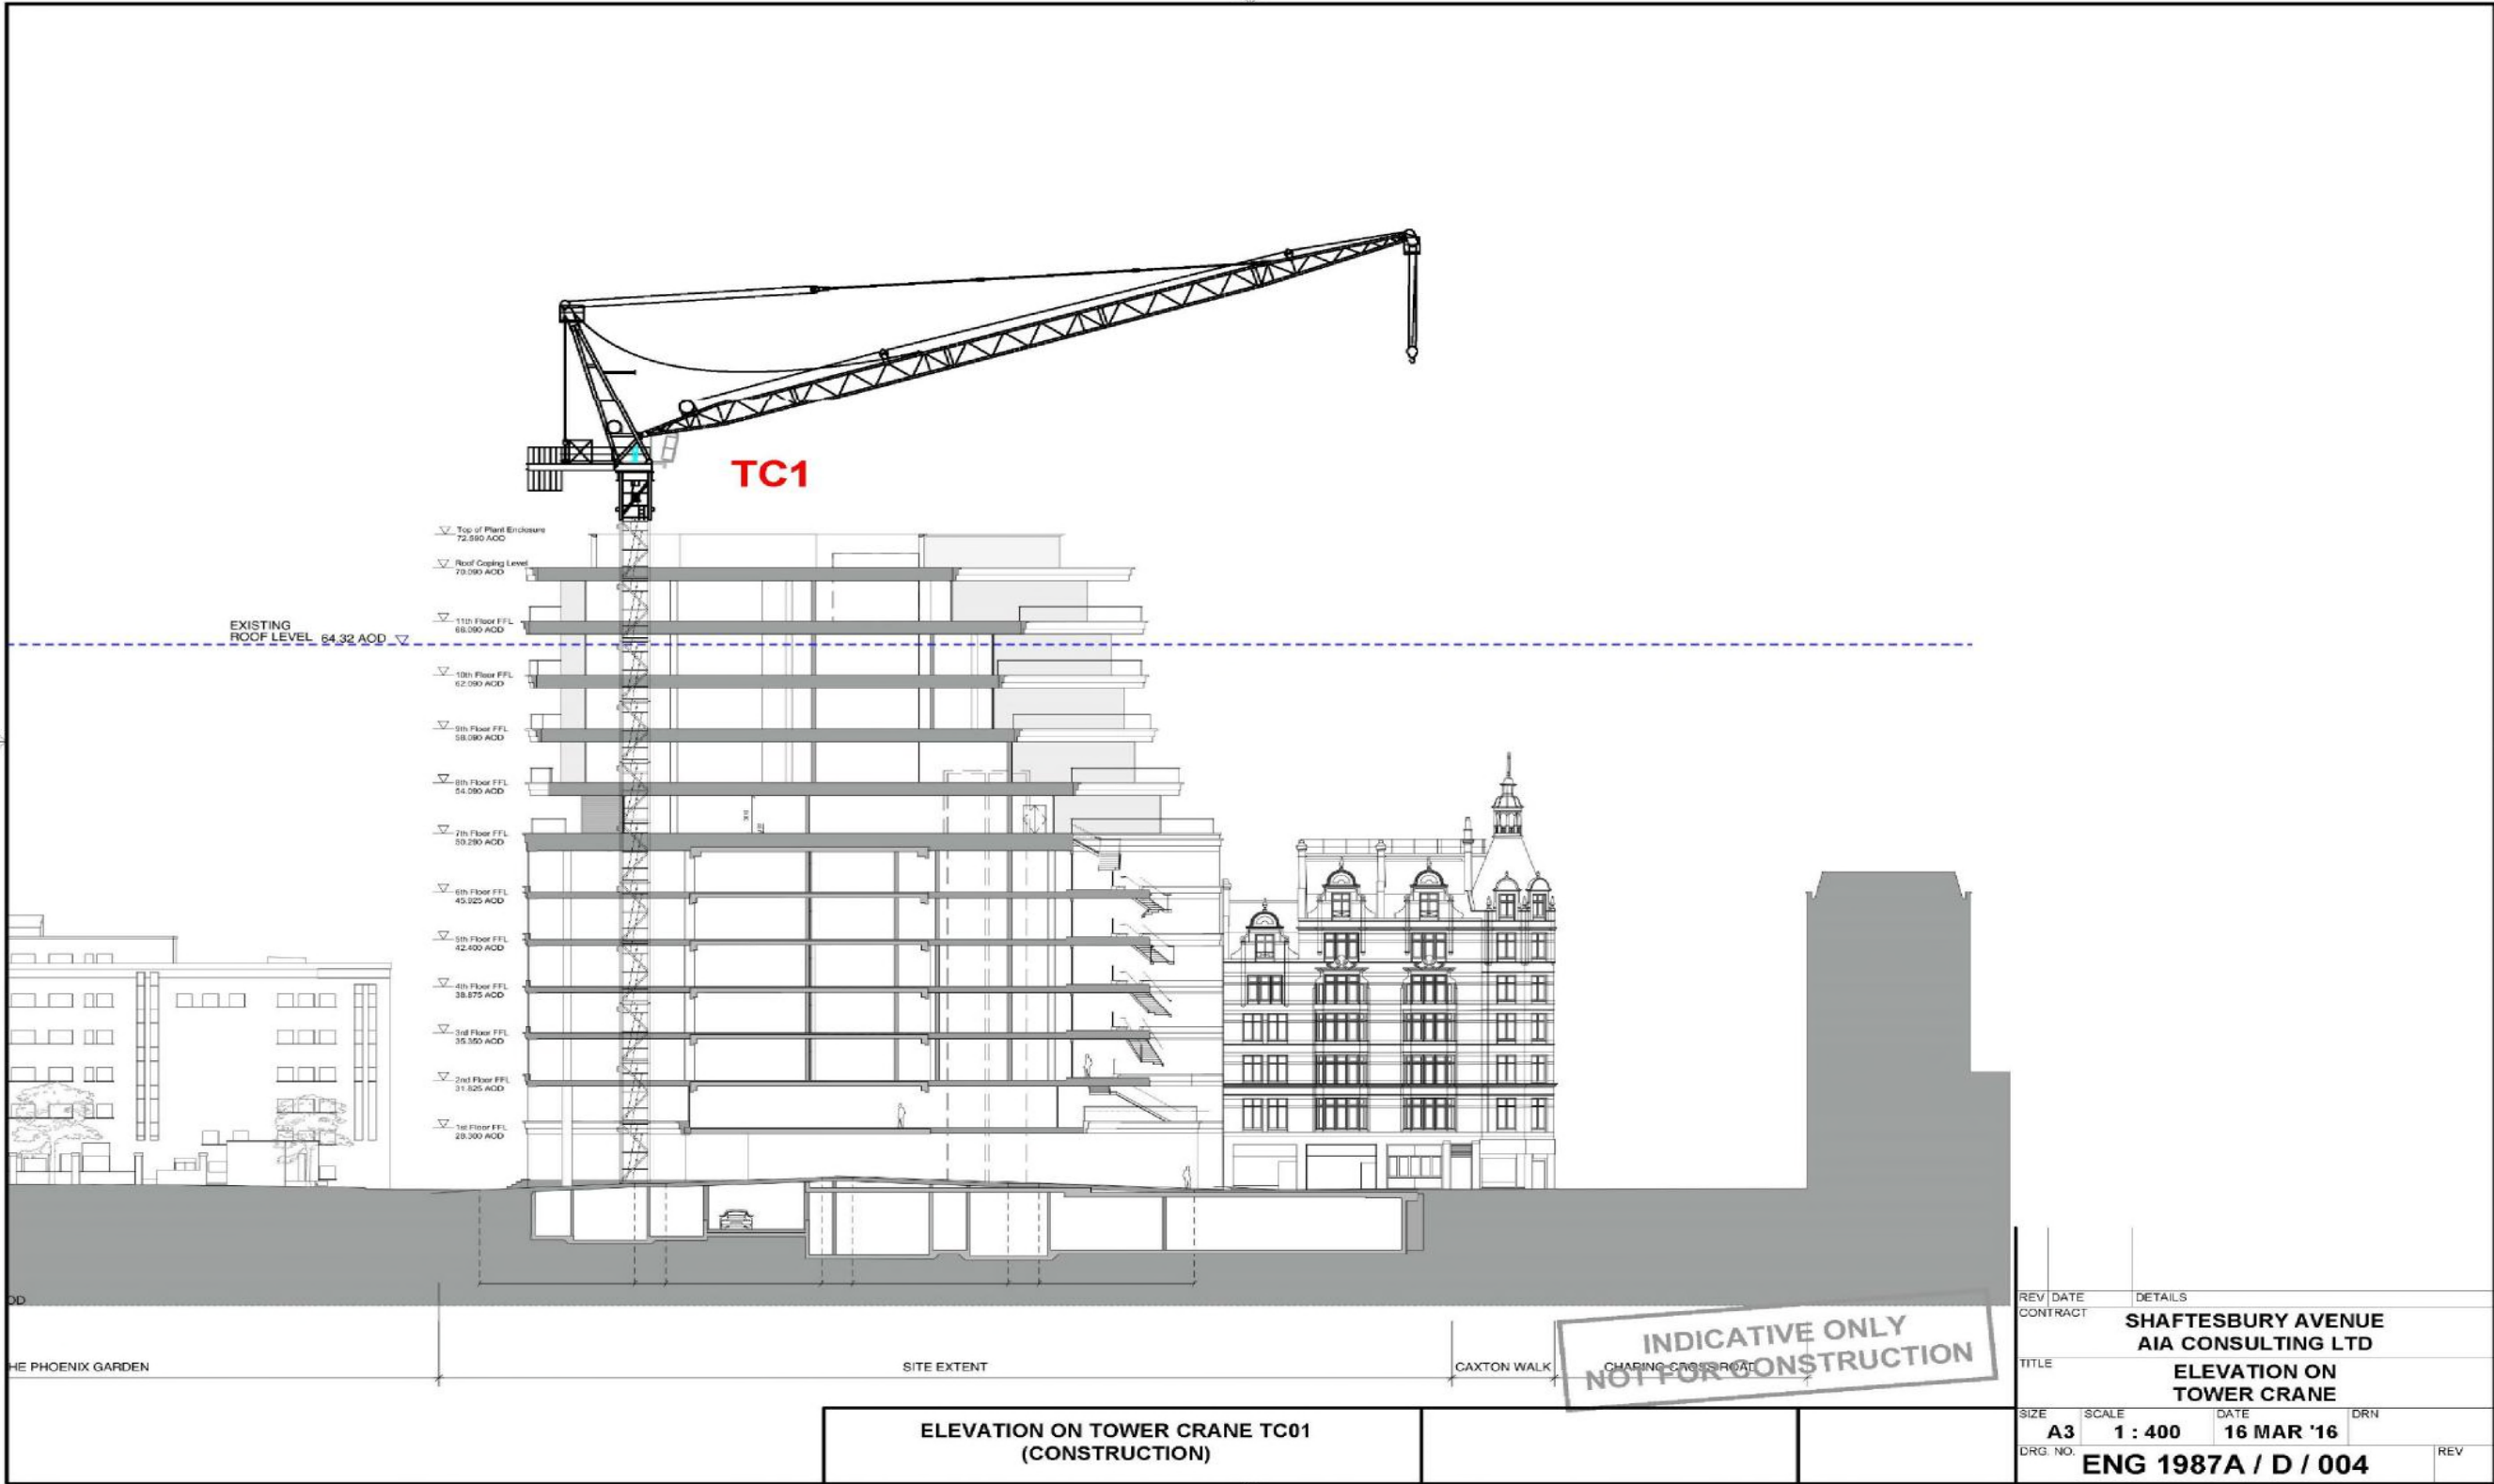 TC1
Top of Plant Enclosure
72.590 AOD
Roof Coping Level
70.090 AOD
11th Floor FFL
66.090 AOD
EXISTING
ROOF LEVEL 64.32 AOD
10th Floor FFL
62.090 AOD
9th Floor FFL
58.090 AOD
8th Floor FFL
54.090 AOD
7th Floor FFL
50.290 AOD
6th Floor FFL
45.925 AOD
5th Floor FFL
42.400 AOD
4th Floor FFL
38.875 AOD
3rd Floor FFL
35.350 AOD
2nd Floor FFL
31.825 AOD
1st Floor FFL
28.300 AOD
OD
HE PHOENIX GARDEN
SITE EXTENT
CAXTON WALK
CHARING CROSS ROAD
INDICATIVE ONLY
NOT FOR CONSTRUCTION
ELEVATION ON TOWER CRANE TC01
(CONSTRUCTION)
REV DATE DETAILS
CONTRACT
SHAFTESBURY AVENUE
AIA CONSULTING LTD
TITLE
ELEVATION ON
TOWER CRANE
SIZE SCALE DATE DRN
A3 1 : 400 16 MAR '16
DRG. NO. REV
ENG 1987A / D / 004